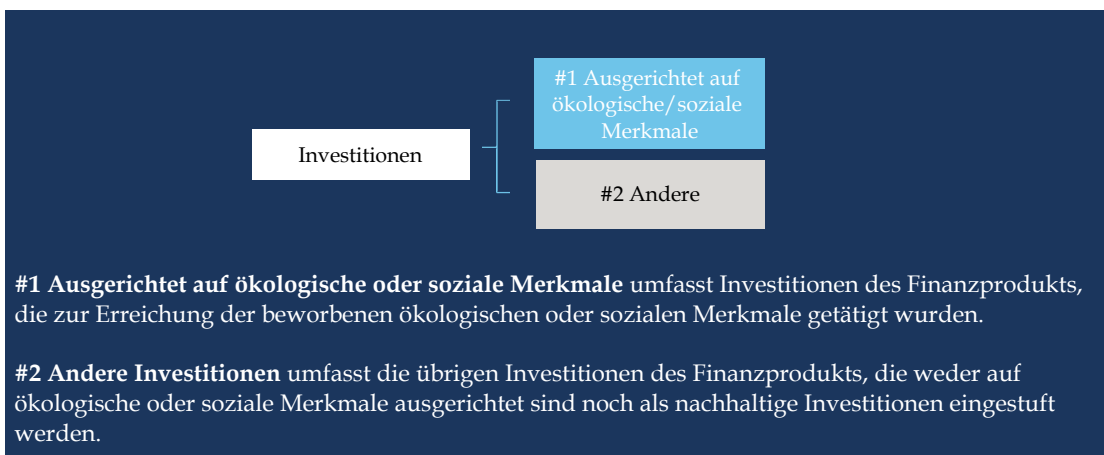 #1 Ausgerichtet auf
ökologische/soziale
Merkmale
Investitionen
#2 Andere
#1 Ausgerichtet auf ökologische oder soziale Merkmale umfasst Investitionen des Finanzprodukts,
die zur Erreichung der beworbenen ökologischen oder sozialen Merkmale getätigt wurden.
#2 Andere Investitionen umfasst die übrigen Investitionen des Finanzprodukts, die weder auf
ökologische oder soziale Merkmale ausgerichtet sind noch als nachhaltige Investitionen eingestuft
werden.